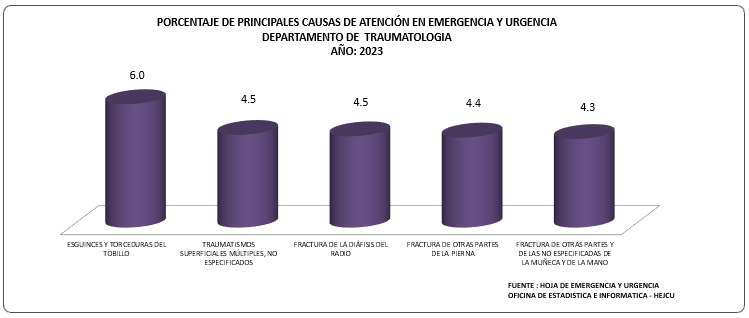 PORCENTAJE DE PRINCIPALES CAUSAS DE ATENCIÓN EN EMERGENCIA Y URGENCIA
DEPARTAMENTO DE TRAUMATOLOGIA
AÑO: 2023
6.0
4.5
4.5
4.4
4.3
ESGUINCES Y TORCEDURAS DEL
TOBILLO
TRAUMATISMOS
SUPERFICIALES MÚLTIPLES, NO
ESPECIFICADOS
FRACTURA DE LA DIÁFISIS DEL
RADIO
FRACTURA DE OTRAS PARTES
DE LA PIERNA
FRACTURA DE OTRAS PARTES Y
DE LAS NO ESPECIFICADAS DE
LA MUÑECA Y DE LA MANO
FUENTE : HOJA DE EMERGENCIA Y URGENCIA
OFICINA DE ESTADISTICA E INFORMATICA - HEJCU